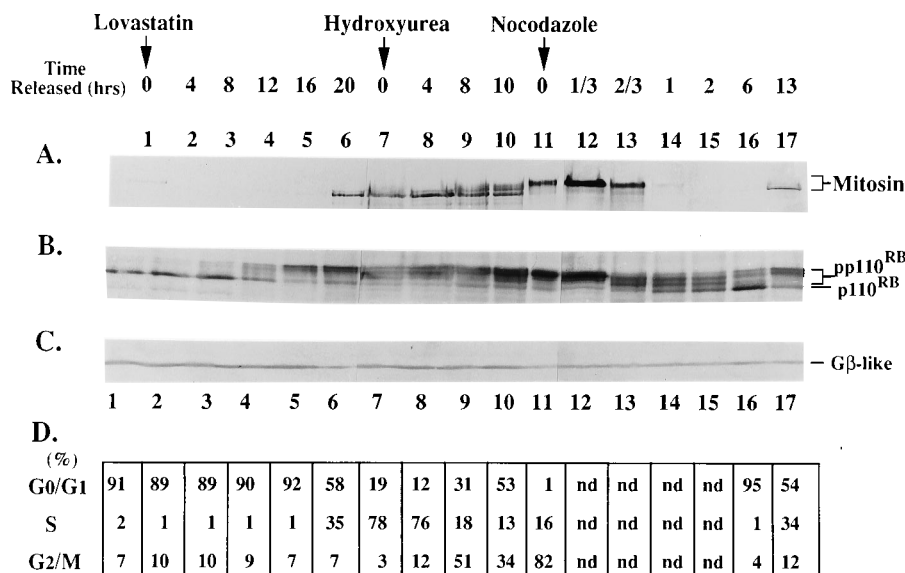 Lovastatin Hydroxyurea Nocodazole
Time
Released (hrs) 0 4 8 12 16 20 0 4 8 10 0 1/3 2/3 1 2 6 13
1 2 3 4 5 6 7 8 9 10 11 12 13 14 15 16 17
A.
Mitosin
B.
pp110RB
p110RB
C.
Gβ-like
1 2 3 4 5 6 7 8 9 10 11 12 13 14 15 16 17
D.
(%)
G0/G1 91 89 89 90 92 58 19 12 31 53 1 nd nd nd nd 95 54
S 2 1 1 1 1 35 78 76 18 13 16 nd nd nd nd 1 34
G2/M 7 10 10 9 7 7 3 12 51 34 82 nd nd nd nd 4 12